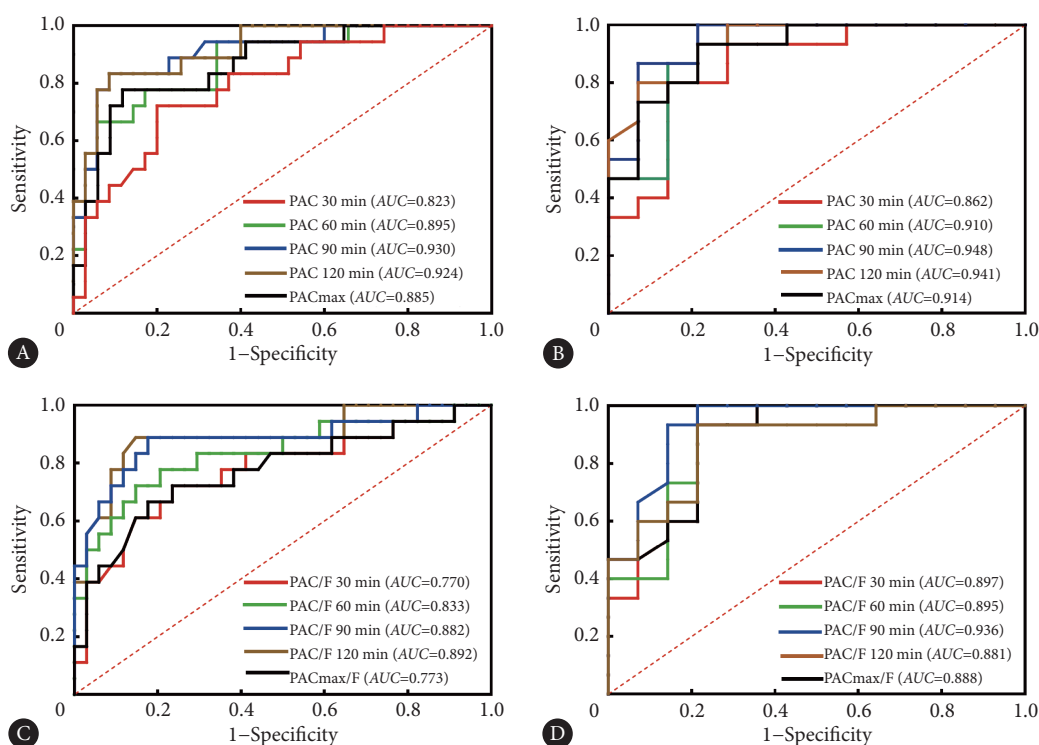 1.0
0.8
0.6
0.4
0.2
0
0.2
0.4
0.6
0.8
1.0
Sensitivity
1−Specificity
PAC 30 min (AUC=0.823)
PAC 60 min (AUC=0.895)
PAC 90 min (AUC=0.930)
PAC 120 min (AUC=0.924)
PACmax (AUC=0.885)
A
1.0
0.8
0.6
0.4
0.2
0
0.2
0.4
0.6
0.8
1.0
Sensitivity
1−Specificity
PAC 30 min (AUC=0.862)
PAC 60 min (AUC=0.910)
PAC 90 min (AUC=0.948)
PAC 120 min (AUC=0.941)
PACmax (AUC=0.914)
B
1.0
0.8
0.6
0.4
0.2
0
0.2
0.4
0.6
0.8
1.0
Sensitivity
1−Specificity
PAC/F 30 min (AUC=0.770)
PAC/F 60 min (AUC=0.833)
PAC/F 90 min (AUC=0.882)
PAC/F 120 min (AUC=0.892)
PACmax/F (AUC=0.773)
C
1.0
0.8
0.6
0.4
0.2
0
0.2
0.4
0.6
0.8
1.0
Sensitivity
1−Specificity
PAC/F 30 min (AUC=0.897)
PAC/F 60 min (AUC=0.895)
PAC/F 90 min (AUC=0.936)
PAC/F 120 min (AUC=0.881)
PACmax/F (AUC=0.888)
D